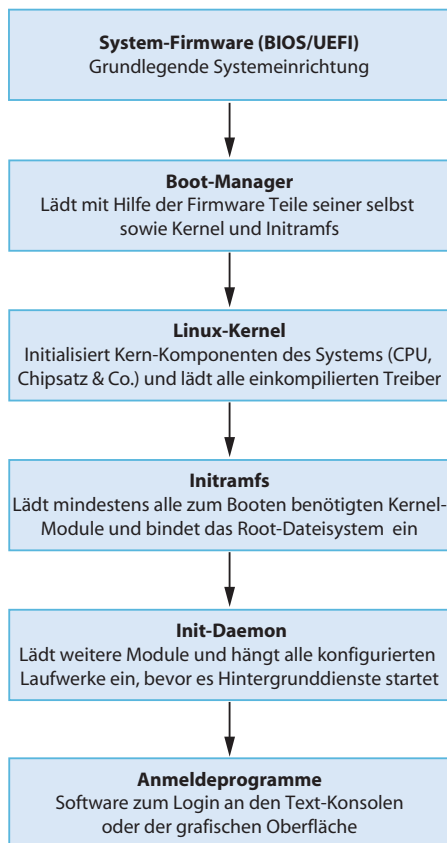 System-Firmware (BIOS/UEFI)
Grundlegende Systemeinrichtung
Boot-Manager
Lädt mit Hilfe der Firmware Teile seiner selbst
sowie Kernel und Initramfs
Linux-Kernel
Initialisiert Kern-Komponenten des Systems (CPU,
Chipsatz & Co.) und lädt alle einkompilierten Treiber
Initramfs
Lädt mindestens alle zum Booten benötigten Kernel-
Module und bindet das Root-Dateisystem ein
Init-Daemon
Lädt weitere Module und hängt alle konfigurierten
Laufwerke ein, bevor es Hintergrunddienste startet
Anmeldeprogramme
Software zum Login an den Text-Konsolen
oder der grafischen Oberfläche